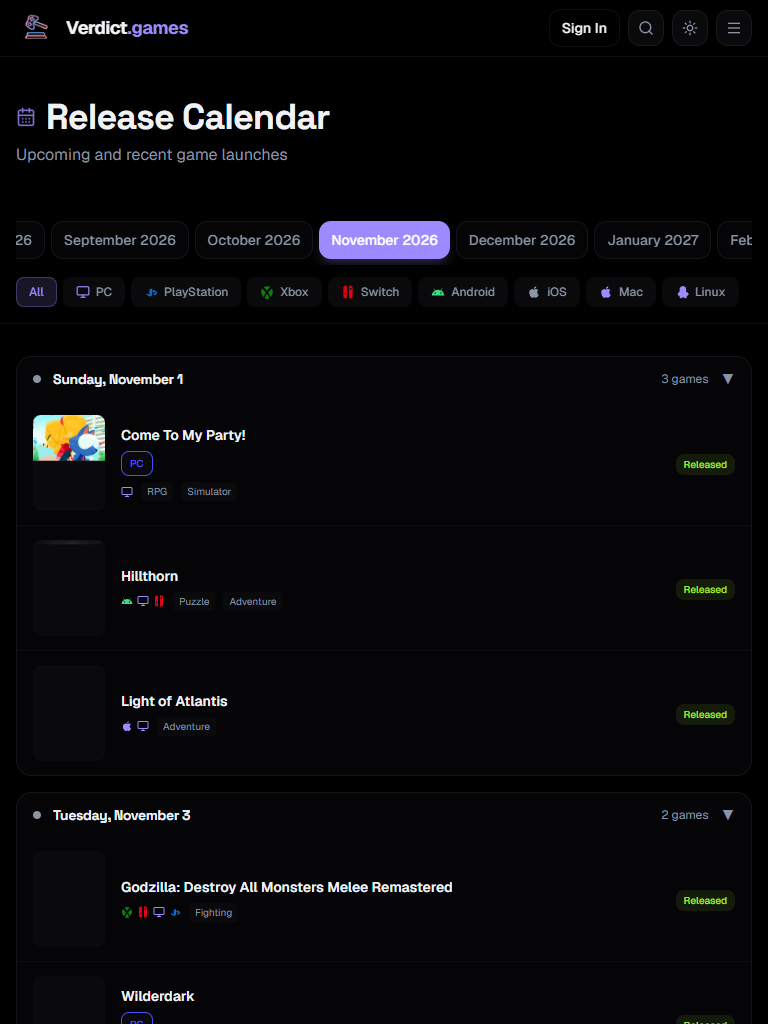 Verdict.games
Sign In
Release Calendar
Upcoming and recent game launches
26
September 2026
October 2026
November 2026
December 2026
January 2027
Feb
All
PC
PlayStation
Xbox
Switch
Android
iOS
Mac
Linux
Sunday, November 1
3 games
Come To My Party!
PC
RPG
Simulator
Released
Hillthorn
Puzzle
Adventure
Released
Light of Atlantis
Adventure
Released
Tuesday, November 3
2 games
Godzilla: Destroy All Monsters Melee Remastered
Fighting
Released
Wilderdark
PC
Released